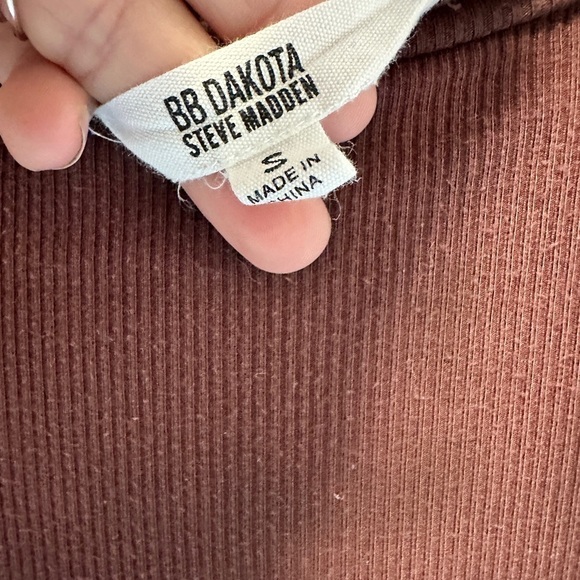 BB DAKOTA
STEVE MADDEN
S
MADE IN
CHINA